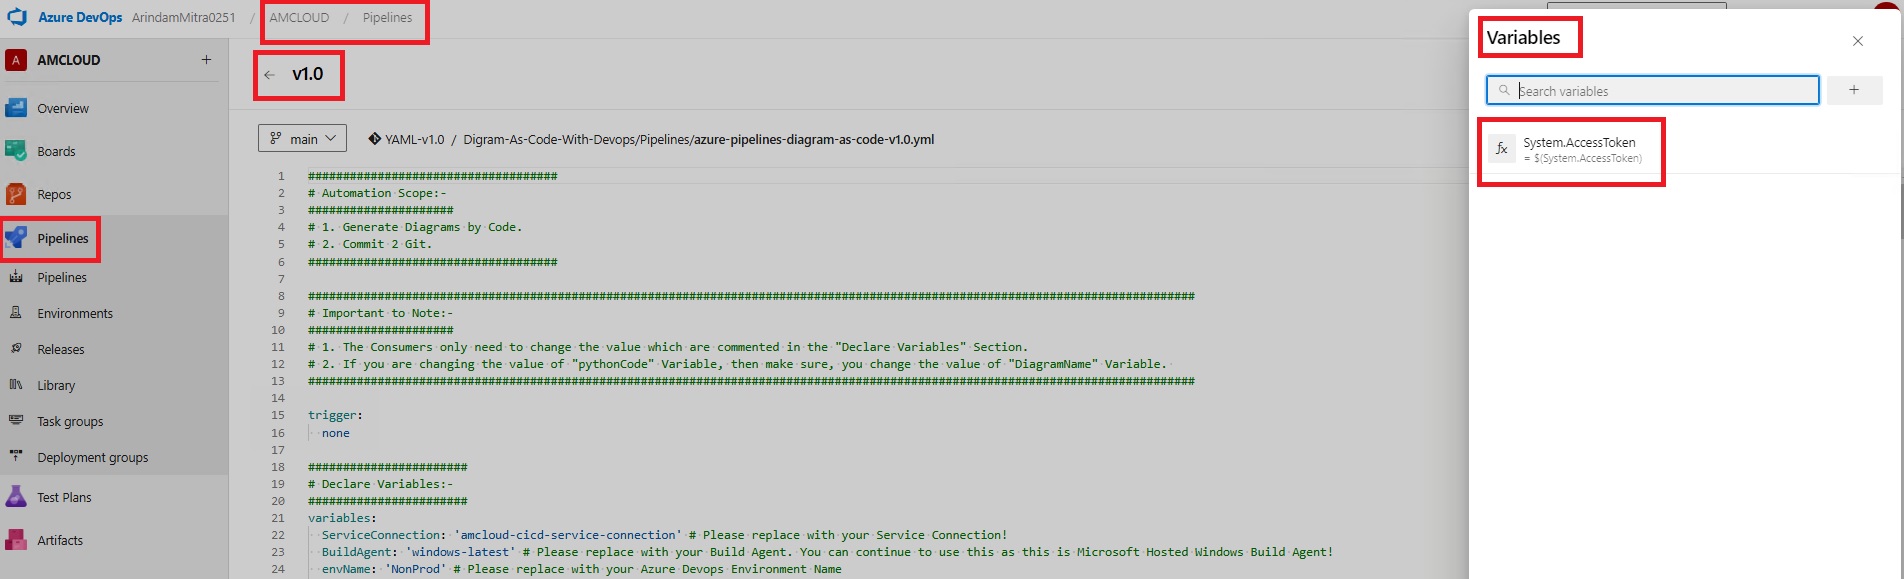 Azure DevOps ArindamMitra0251 / AMCLOUD / Pipelines
A AMCLOUD +
Overview
Boards
Repos
Pipelines
Pipelines
Environments
Releases
Library
Task groups
Deployment groups
Test Plans
Artifacts
← v1.0
main YAML-v1.0 / Digram-As-Code-With-Devops/Pipelines/azure-pipelines-diagram-as-code-v1.0.yml
1 #####################################
2 # Automation Scope:-
3 #####################
4 # 1. Generate Diagrams by Code.
5 # 2. Commit 2 Git.
6 #####################################
7
8 ##################################################################################################################################
9 # Important to Note:-
10 #####################
11 # 1. The Consumers only need to change the value which are commented in the "Declare Variables" Section.
12 # 2. If you are changing the value of "pythonCode" Variable, then make sure, you change the value of "DiagramName" Variable.
13 ##################################################################################################################################
14
15 trigger:
16 none
17
18 #######################
19 # Declare Variables:-
20 #######################
21 variables:
22 ServiceConnection: 'amcloud-cicd-service-connection' # Please replace with your Service Connection!
23 BuildAgent: 'windows-latest' # Please replace with your Build Agent. You can continue to use this as this is Microsoft Hosted Windows Build Agent!
24 envName: 'NonProd' # Please replace with your Azure Devops Environment Name
Variables
Search variables +
fx System.AccessToken
= $(System.AccessToken)